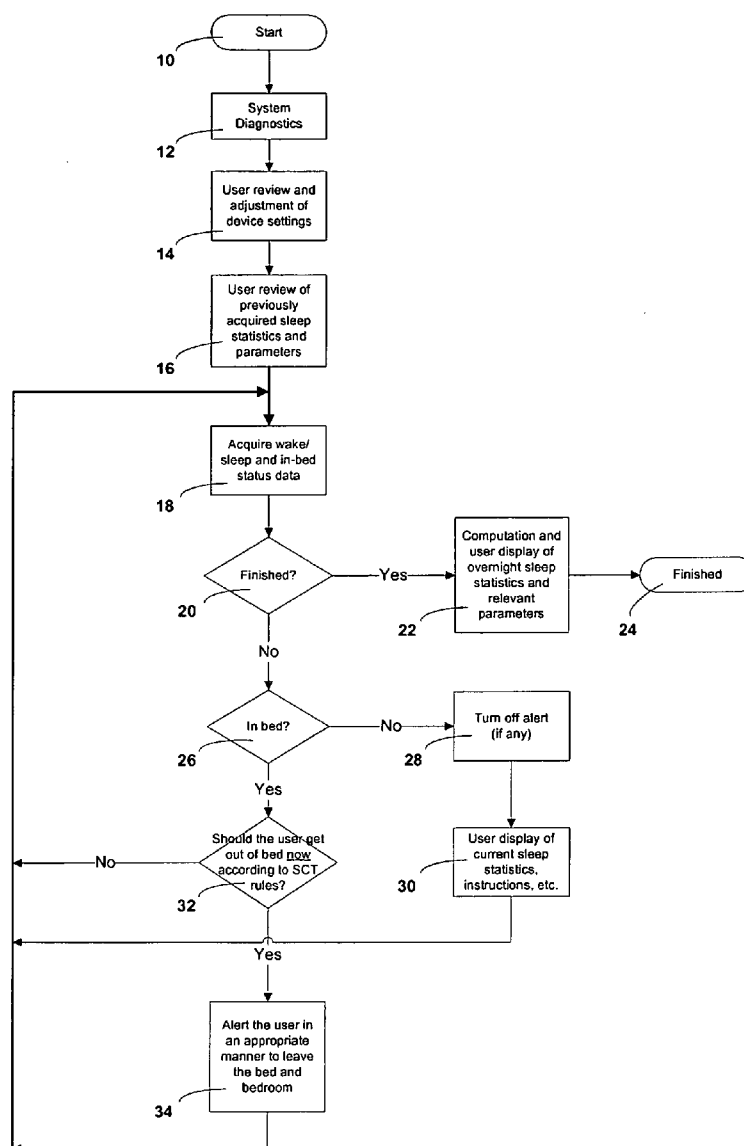 Start
10
System
Diagnostics
12
User review and
adjustment of
device settings
14
User review of
previously
acquired sleep
statistics and
parameters
16
Acquire wake/
sleep and in-bed
status data
18
Finished?
20
Yes
Computation and
user display of
overnight sleep
statistics and
relevant
parameters
22
Finished
24
No
In bed?
26
No
Turn off alert
(if any)
28
Yes
Should the user get
out of bed now
according to SCT
rules?
32
No
User display of
current sleep
statistics,
instructions, etc.
30
Yes
Alert the user in
an appropriate
manner to leave
the bed and
bedroom
34